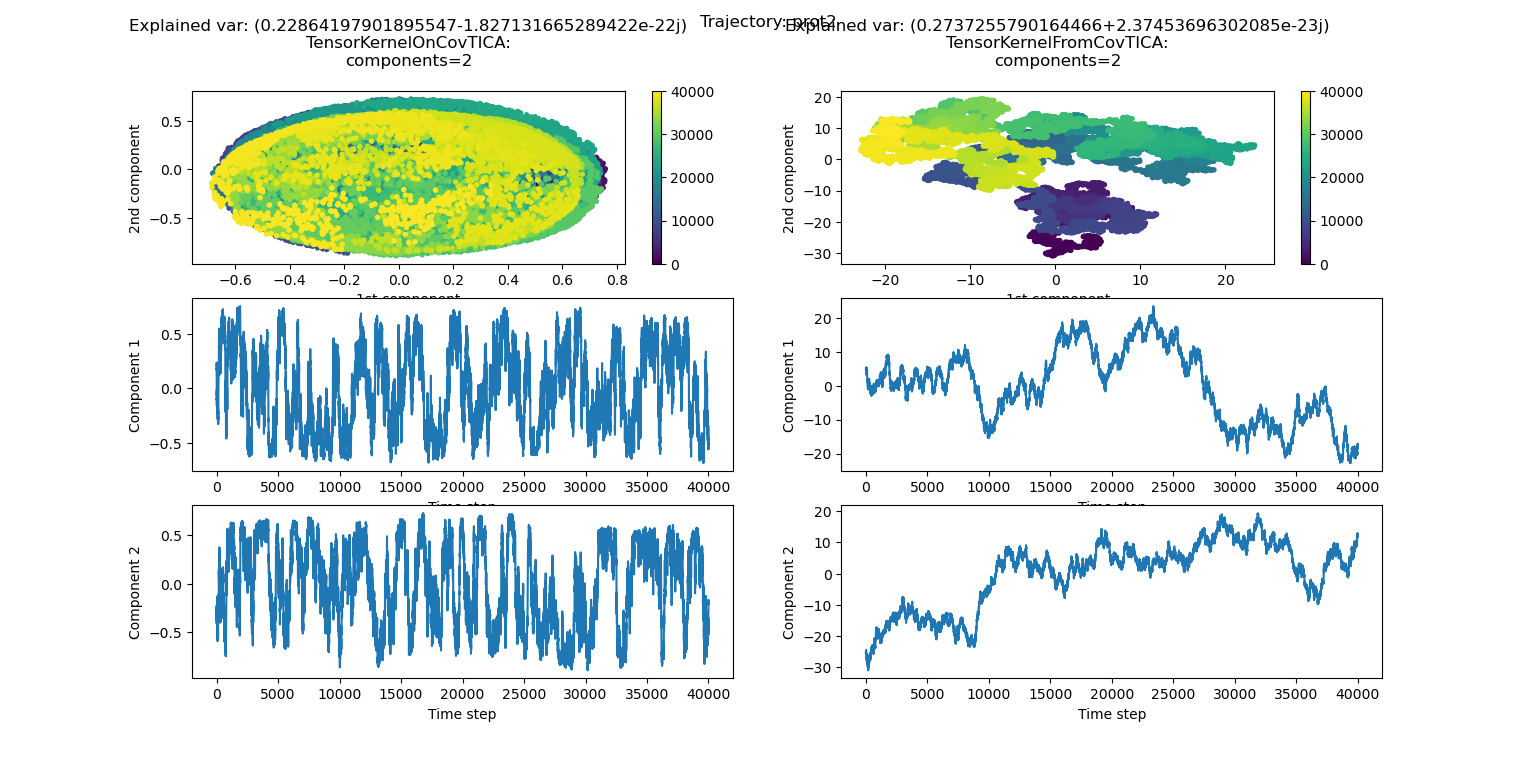 Trajectory: prot2
Explained var: (0.22864197901895547-1.827131665289422e-22j)
TensorKernelOnCovTICA:
components=2
2nd component
0.5
0.0
−0.5
−0.6 −0.4 −0.2 0.0 0.2 0.4 0.6 0.8
1st component
40000
30000
20000
10000
0
Explained var: (0.2737255790164466+2.37453696302085e-23j)
TensorKernelFromCovTICA:
components=2
2nd component
20
10
0
−10
−20
−30
−20 −10 0 10 20
1st component
40000
30000
20000
10000
0
Component 1
0.5
0.0
−0.5
0 5000 10000 15000 20000 25000 30000 35000 40000
Time step
Component 1
20
10
0
−10
−20
0 5000 10000 15000 20000 25000 30000 35000 40000
Component 2
0.5
0.0
−0.5
0 5000 10000 15000 20000 25000 30000 35000 40000
Time step
Component 2
20
10
0
−10
−20
−30
0 5000 10000 15000 20000 25000 30000 35000 40000
Time step